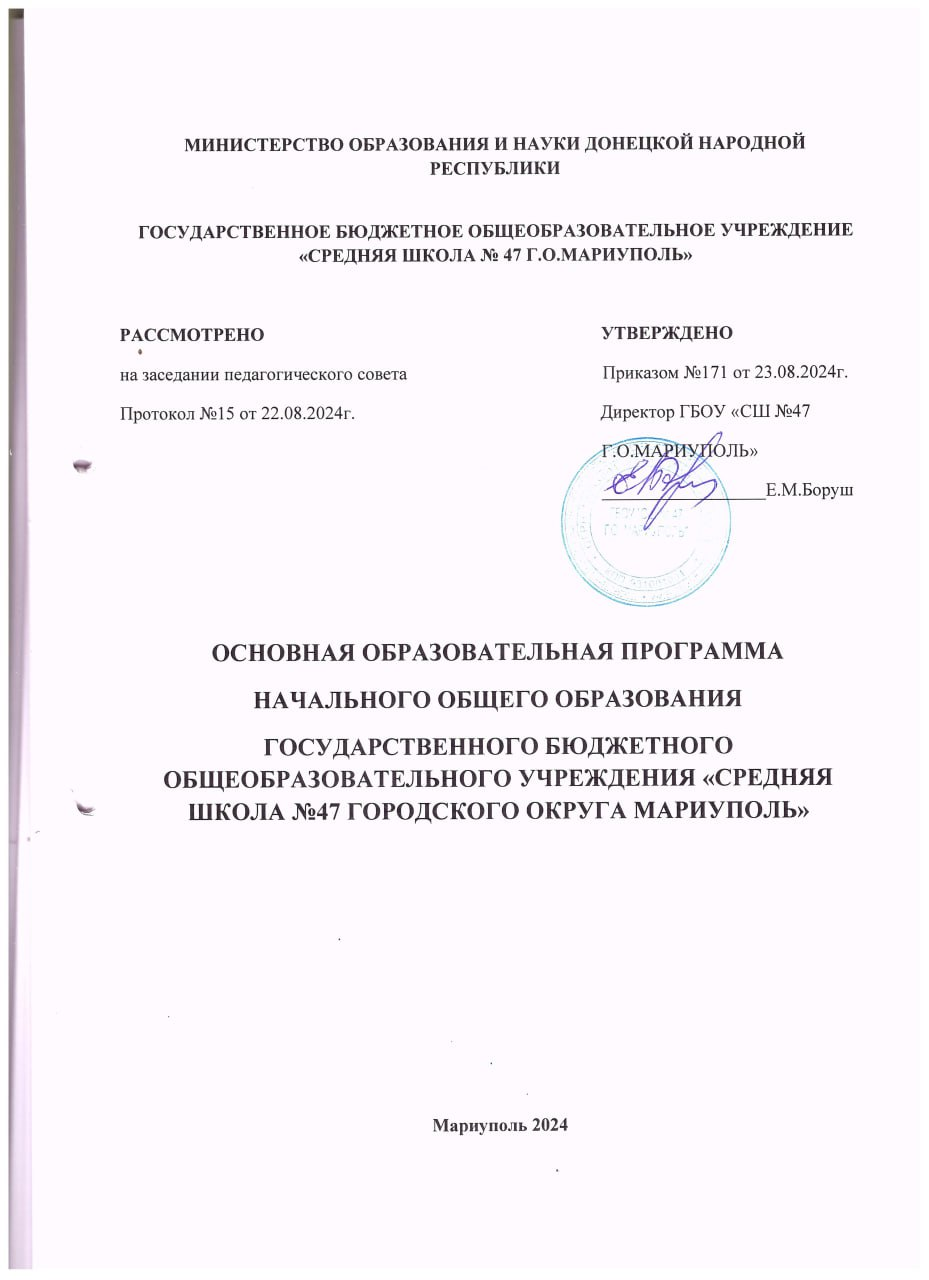 МИНИСТЕРСТВО ОБРАЗОВАНИЯ И НАУКИ ДОНЕЦКОЙ НАРОДНОЙ
РЕСПУБЛИКИ
ГОСУДАРСТВЕННОЕ БЮДЖЕТНОЕ ОБЩЕОБРАЗОВАТЕЛЬНОЕ УЧРЕЖДЕНИЕ
«СРЕДНЯЯ ШКОЛА № 47 Г.О.МАРИУПОЛЬ»
РАССМОТРЕНО
на заседании педагогического совета
Протокол №15 от 22.08.2024г.
УТВЕРЖДЕНО
Приказом №171 от 23.08.2024г.
Директор ГБОУ «СШ №47
Г.О.МАРИУПОЛЬ»
Е.М.Боруш
ОСНОВНАЯ ОБРАЗОВАТЕЛЬНАЯ ПРОГРАММА
НАЧАЛЬНОГО ОБЩЕГО ОБРАЗОВАНИЯ
ГОСУДАРСТВЕННОГО БЮДЖЕТНОГО
ОБЩЕОБРАЗОВАТЕЛЬНОГО УЧРЕЖДЕНИЯ «СРЕДНЯЯ
ШКОЛА №47 ГОРОДСКОГО ОКРУГА МАРИУПОЛЬ»
Мариуполь 2024